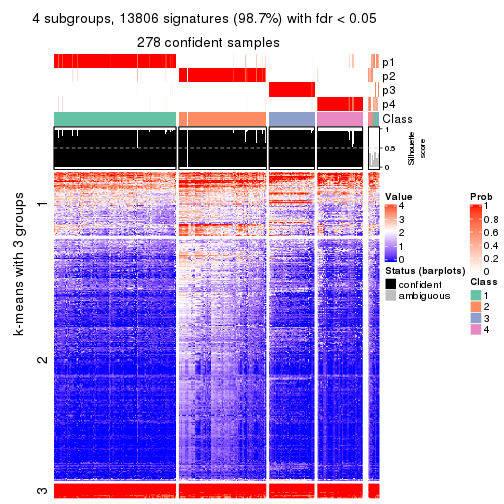 4 subgroups, 13806 signatures (98.7%) with fdr < 0.05
278 confident samples
p1
p2
p3
p4
Class
1
0.5
0
Silhouette
score
k-means with 3 groups
1
2
3
Value
4
3
2
1
0
Status (barplots)
confident
ambiguous
Prob
1
0.8
0.6
0.4
0.2
0
Class
1
2
3
4